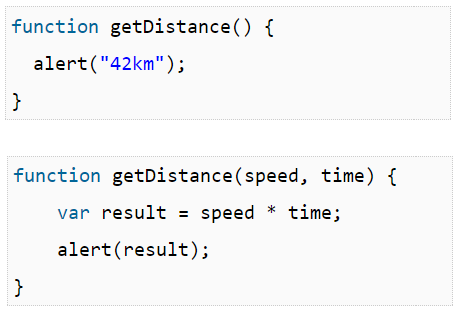 function getDistance() {
alert("42km");
}
function getDistance(speed, time) {
var result = speed * time;
alert(result);
}